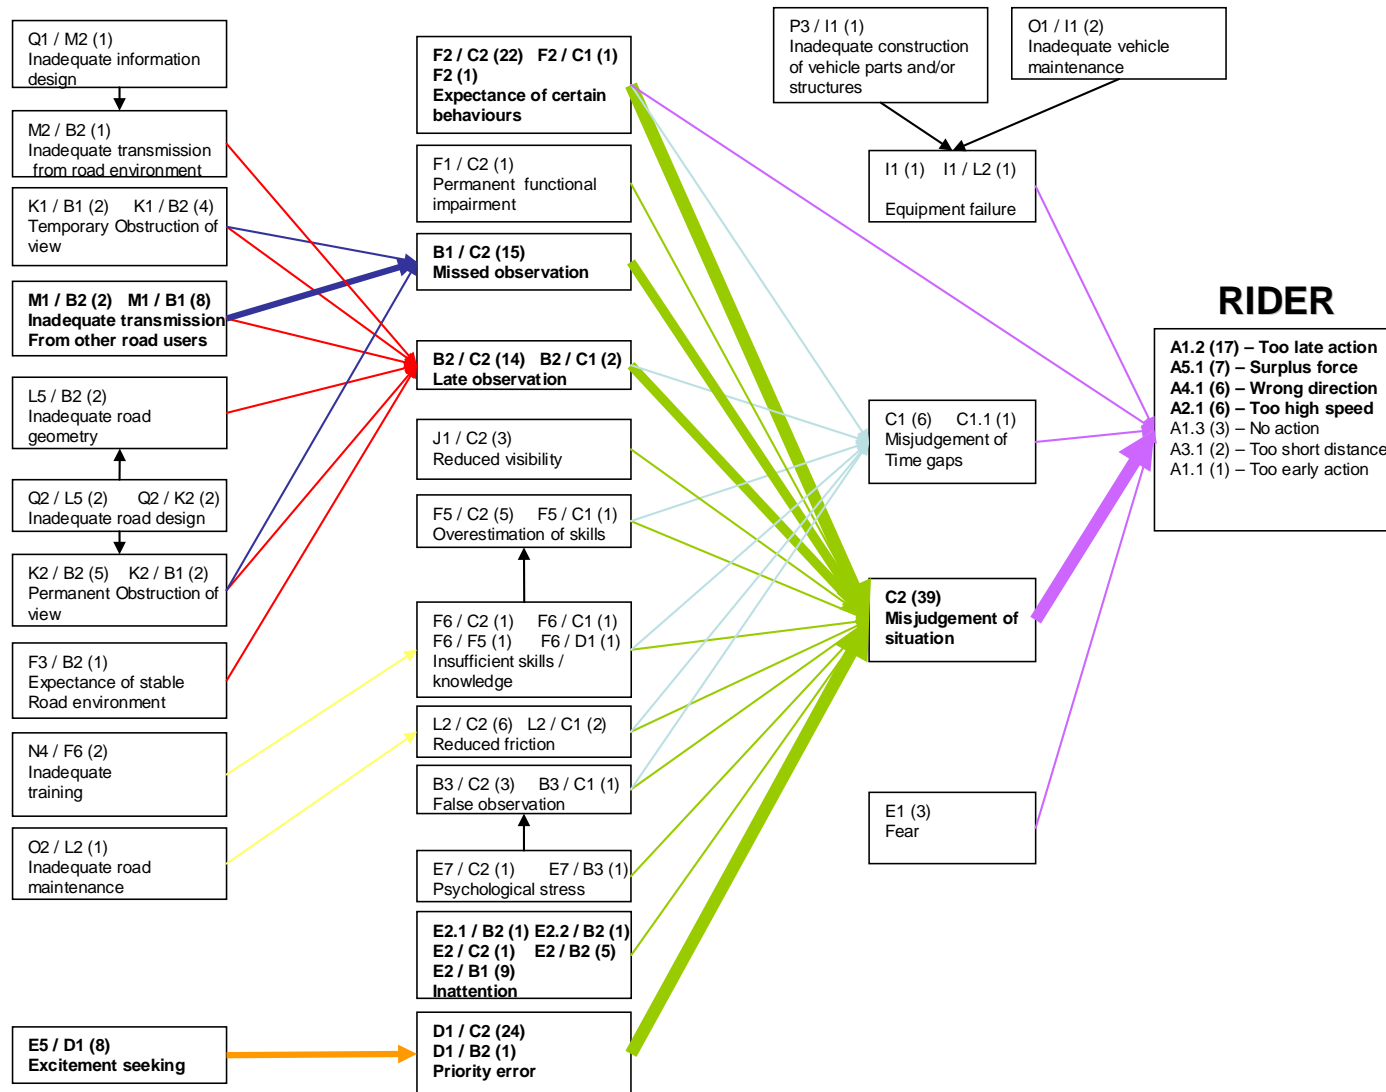 Q1 / M2 (1)
Inadequate information
design
M2 / B2 (1)
Inadequate transmission
from road environment
K1 / B1 (2) K1 / B2 (4)
Temporary Obstruction of
view
M1 / B2 (2) M1 / B1 (8)
Inadequate transmission
From other road users
L5 / B2 (2)
Inadequate road
geometry
Q2 / L5 (2) Q2 / K2 (2)
Inadequate road design
K2 / B2 (5) K2 / B1 (2)
Permanent Obstruction of
view
F3 / B2 (1)
Expectance of stable
Road environment
N4 / F6 (2)
Inadequate
training
O2 / L2 (1)
Inadequate road
maintenance
E5 / D1 (8)
Excitement seeking
F2 / C2 (22) F2 / C1 (1)
F2 (1)
Expectance of certain
behaviours
F1 / C2 (1)
Permanent functional
impairment
B1 / C2 (15)
Missed observation
B2 / C2 (14) B2 / C1 (2)
Late observation
J1 / C2 (3)
Reduced visibility
F5 / C2 (5) F5 / C1 (1)
Overestimation of skills
F6 / C2 (1) F6 / C1 (1)
F6 / F5 (1) F6 / D1 (1)
Insufficient skills /
knowledge
L2 / C2 (6) L2 / C1 (2)
Reduced friction
B3 / C2 (3) B3 / C1 (1)
False observation
E7 / C2 (1) E7 / B3 (1)
Psychological stress
E2.1 / B2 (1) E2.2 / B2 (1)
E2 / C2 (1) E2 / B2 (5)
E2 / B1 (9)
Inattention
D1 / C2 (24)
D1 / B2 (1)
Priority error
P3 / I1 (1)
Inadequate construction
of vehicle parts and/or
structures
O1 / I1 (2)
Inadequate vehicle
maintenance
I1 (1) I1 / L2 (1)
Equipment failure
C1 (6) C1.1 (1)
Misjudgement of
Time gaps
C2 (39)
Misjudgement of
situation
E1 (3)
Fear
RIDER
A1.2 (17) – Too late action
A5.1 (7) – Surplus force
A4.1 (6) – Wrong direction
A2.1 (6) – Too high speed
A1.3 (3) – No action
A3.1 (2) – Too short distance
A1.1 (1) – Too early action